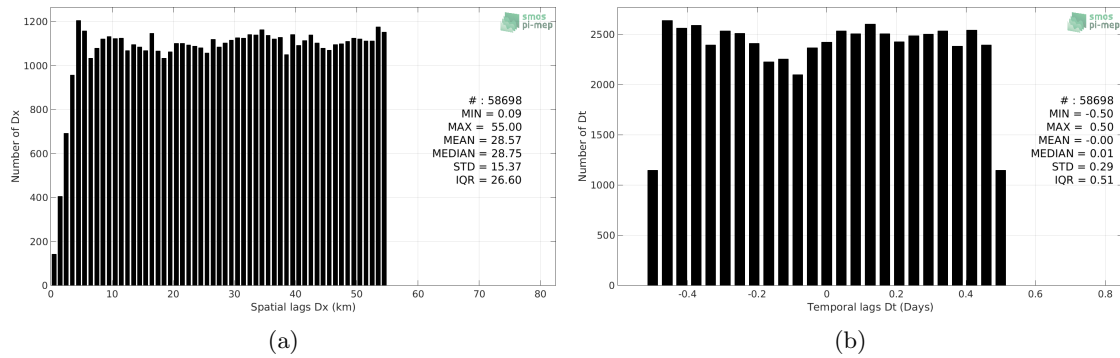 smos
pi-mep
1200
1000
800
600
400
200
0
Number of Dx
# : 58698
MIN = 0.09
MAX = 55.00
MEAN = 28.57
MEDIAN = 28.75
STD = 15.37
IQR = 26.60
0 10 20 30 40 50 60 70 80
Spatial lags Dx (km)
(a)
smos
pi-mep
2500
2000
1500
1000
500
0
Number of Dt
# : 58698
MIN = -0.50
MAX = 0.50
MEAN = -0.00
MEDIAN = 0.01
STD = 0.29
IQR = 0.51
-0.4 -0.2 0 0.2 0.4 0.6 0.8
Temporal lags Dt (Days)
(b)